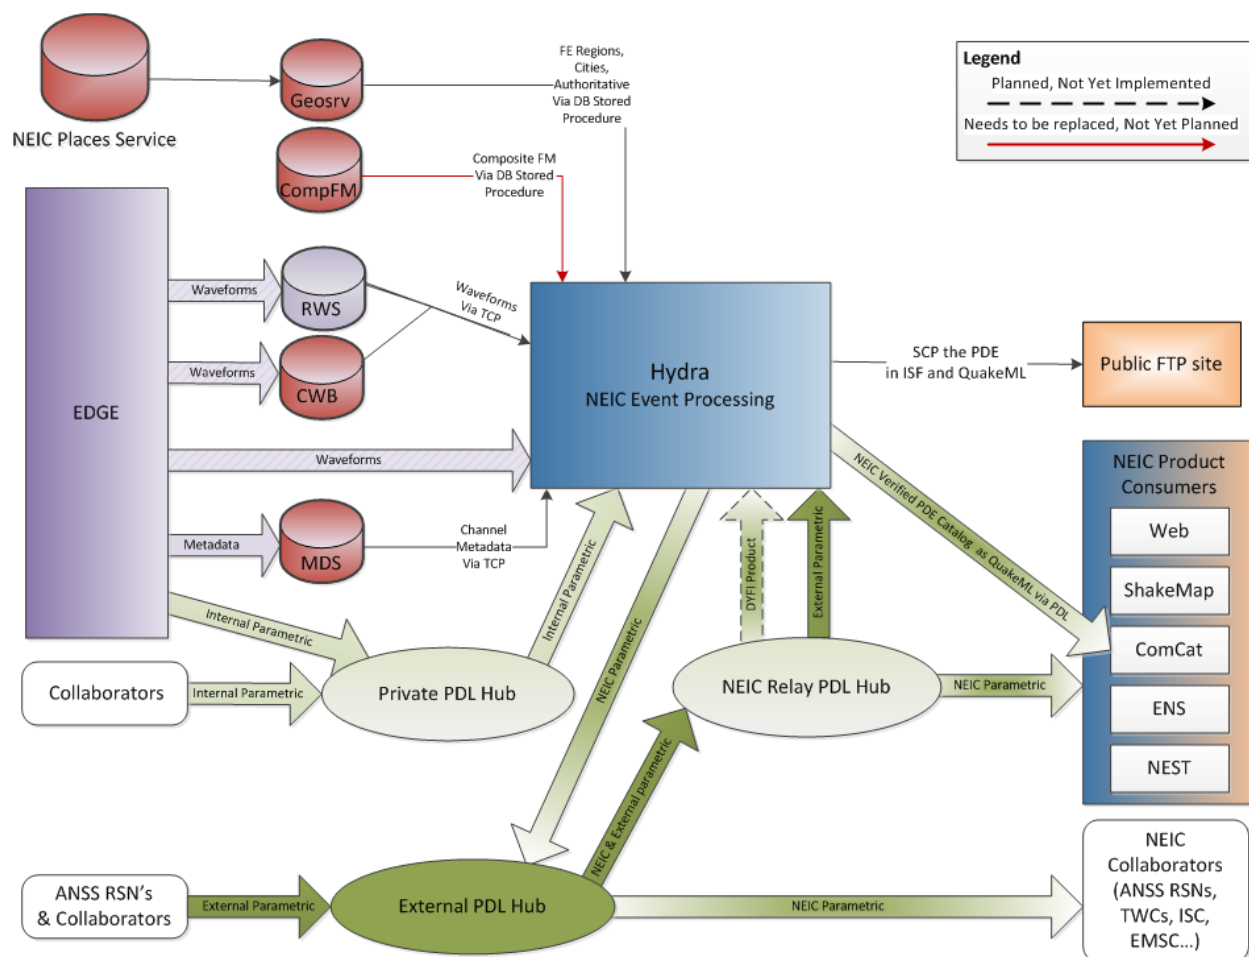 NEIC Places Service
Geosrv
FE Regions,
Cities,
Authoritative
Via DB Stored
Procedure
Legend
Planned, Not Yet Implemented
Needs to be replaced, Not Yet Planned
CompFM
Composite FM
Via DB Stored
Procedure
EDGE
Waveforms
RWS
Waveforms
Via TCP
Waveforms
CWB
Waveforms
Metadata
MDS
Channel
Metadata
Via TCP
Hydra
NEIC Event Processing
SCP the PDE
in ISF and QuakeML
Public FTP site
NEIC Verified PDE Catalog as QuakeML via PDL
NEIC Product
Consumers
Web
ShakeMap
ComCat
ENS
NEST
Internal Parametric
Internal Parametric
NEIC Parametric
DYFI Product
External Parametric
Collaborators
Internal Parametric
Private PDL Hub
NEIC Relay PDL Hub
NEIC Parametric
NEIC & External parametric
ANSS RSN's
& Collaborators
External Parametric
External PDL Hub
NEIC Parametric
NEIC
Collaborators
(ANSS RSNs,
TWCs, ISC,
EMSC...)